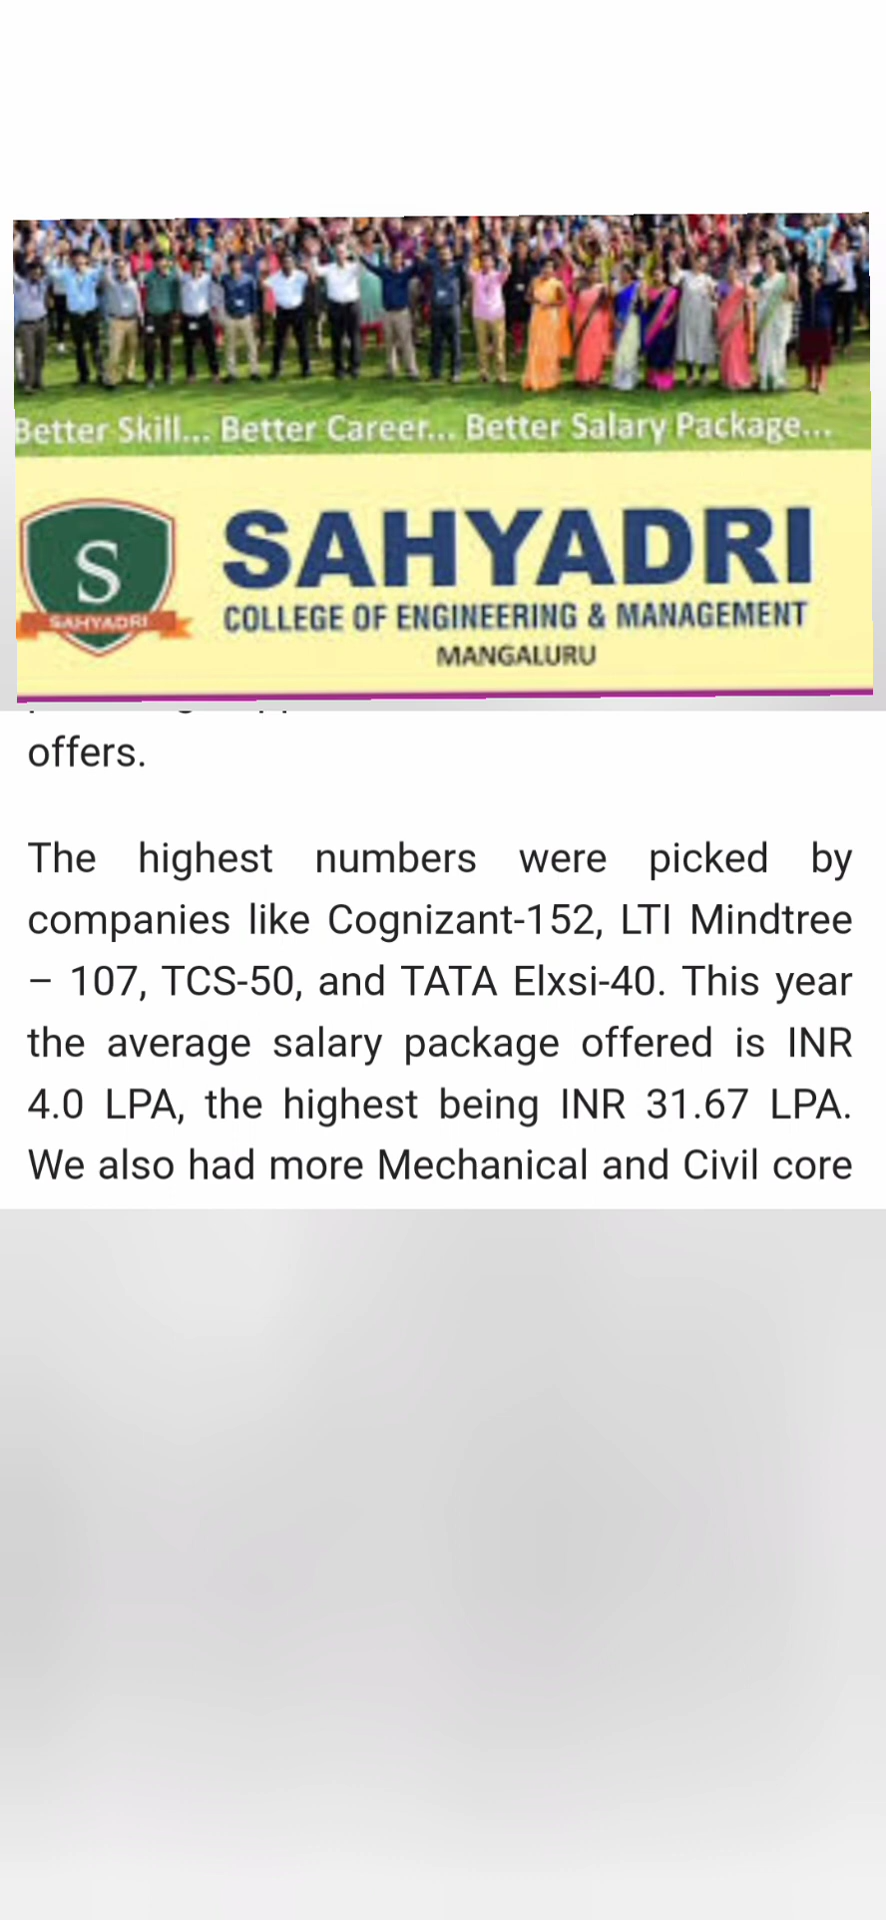 Better Skill... Better Career... Better Salary Package...
S
SAHYADRI
SAHYADRI
COLLEGE OF ENGINEERING & MANAGEMENT
MANGALURU
offers.
The highest numbers were picked by
companies like Cognizant-152, LTI Mindtree
– 107, TCS-50, and TATA Elxsi-40. This year
the average salary package offered is INR
4.0 LPA, the highest being INR 31.67 LPA.
We also had more Mechanical and Civil core